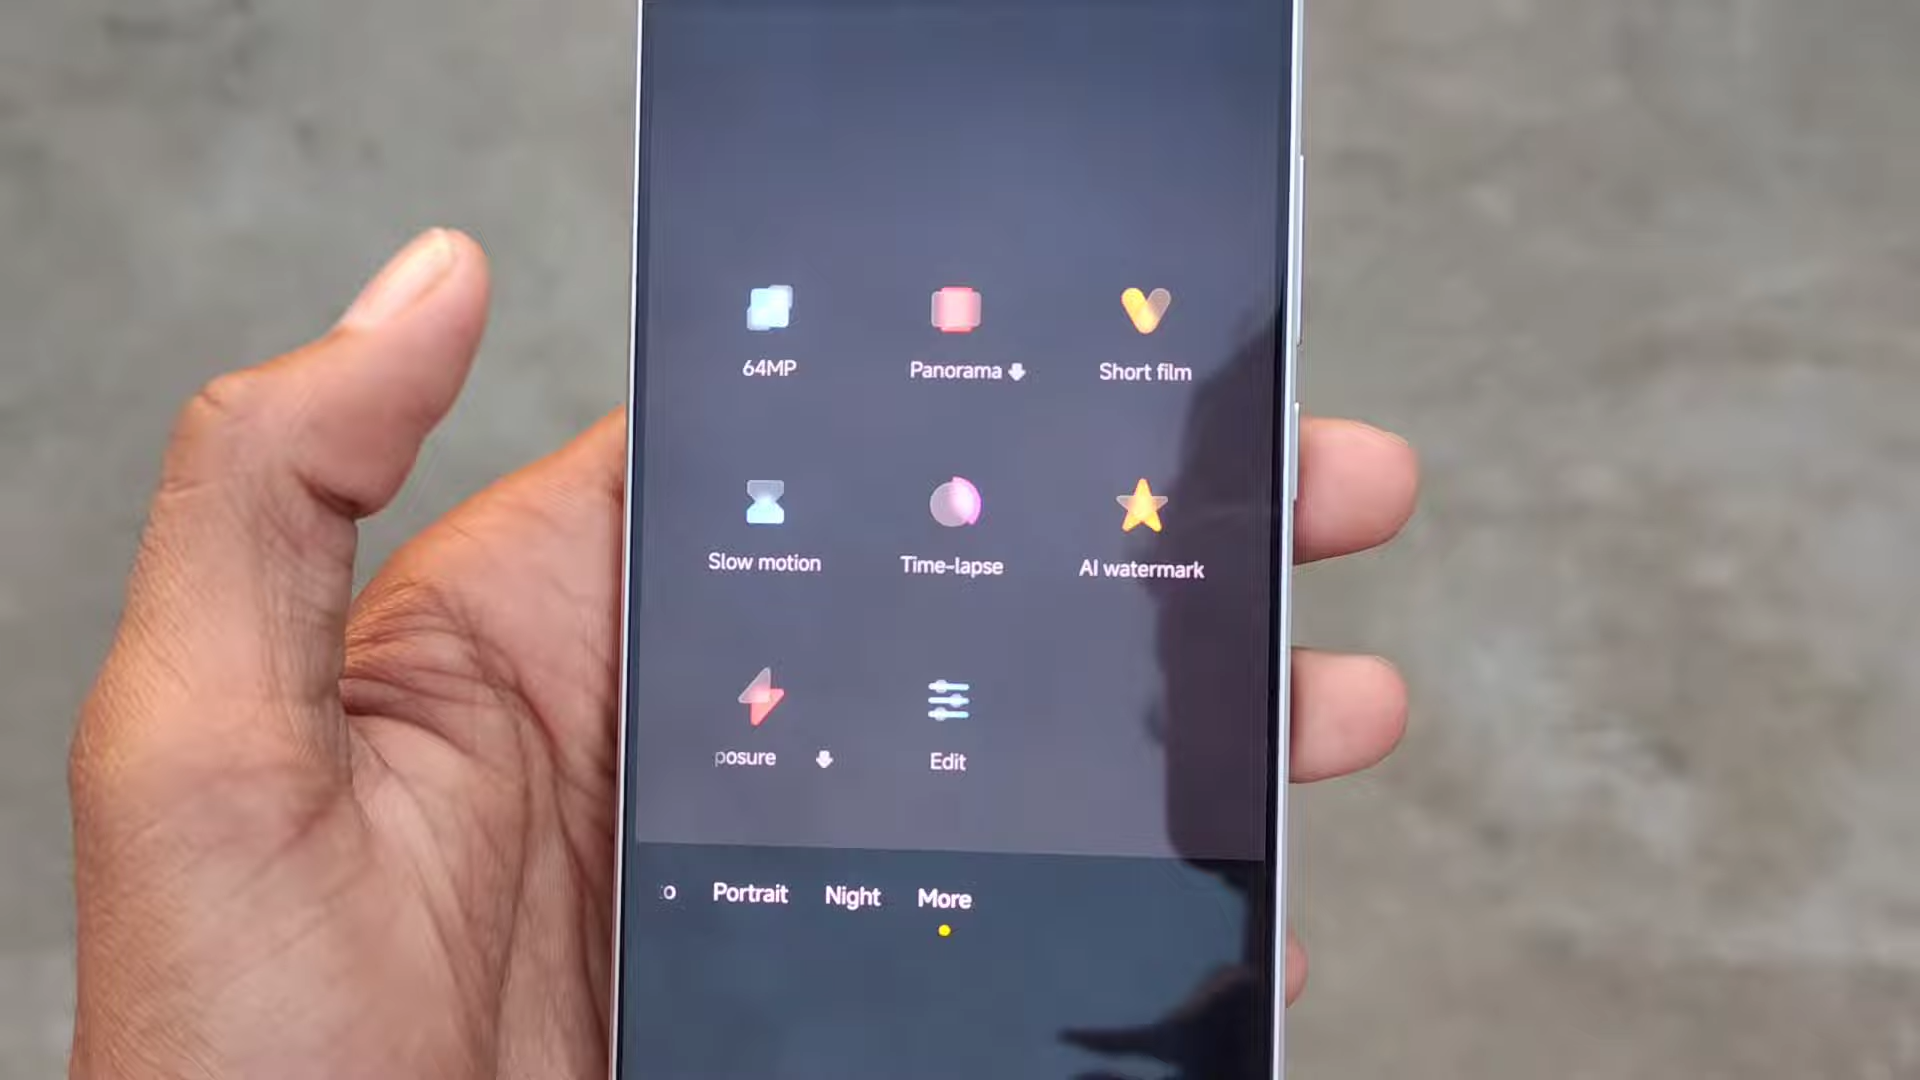 64MP
Panorama
Short film
Slow motion
Time-lapse
AI watermark
posure
Edit
o
Portrait
Night
More